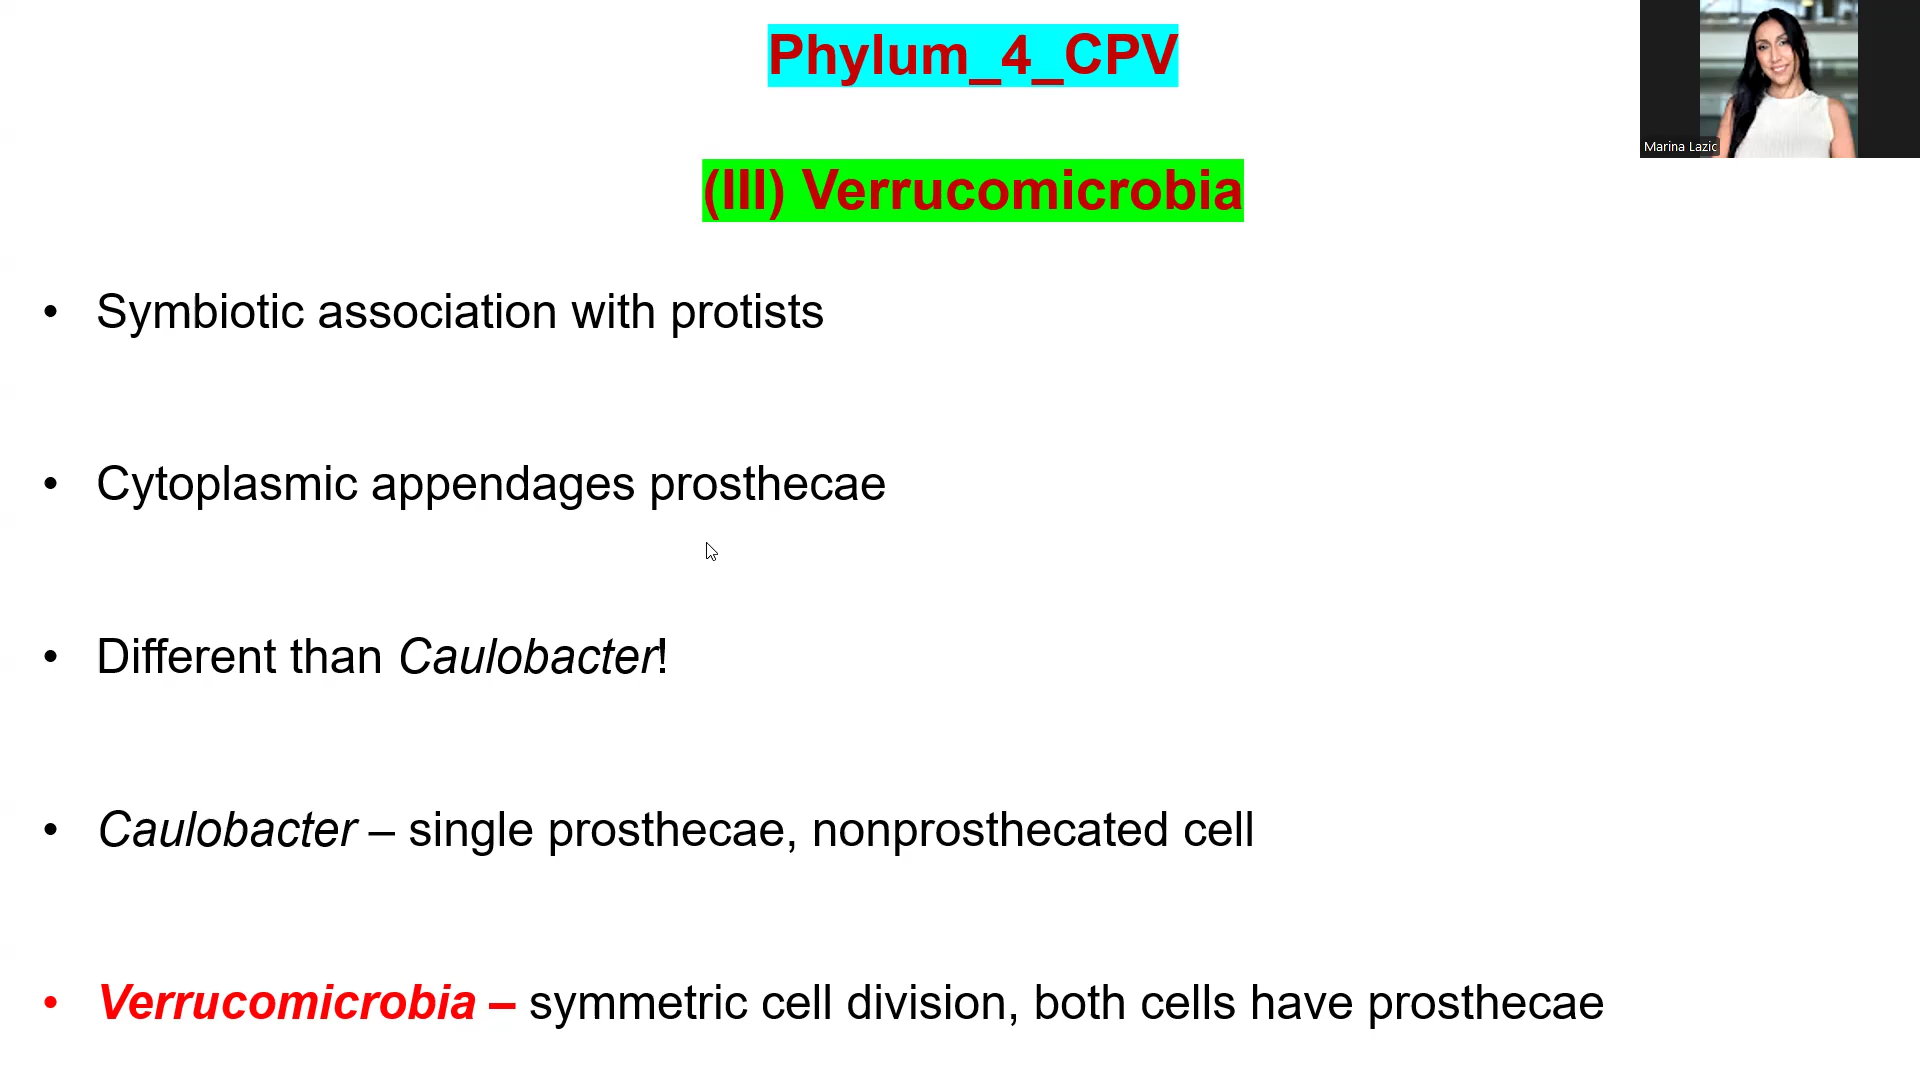 Phylum_4_CPV
Marina Lazic
(III) Verrucomicrobia
• Symbiotic association with protists
• Cytoplasmic appendages prosthecae
• Different than Caulobacter!
• Caulobacter – single prosthecae, nonprosthecated cell
• Verrucomicrobia – symmetric cell division, both cells have prosthecae